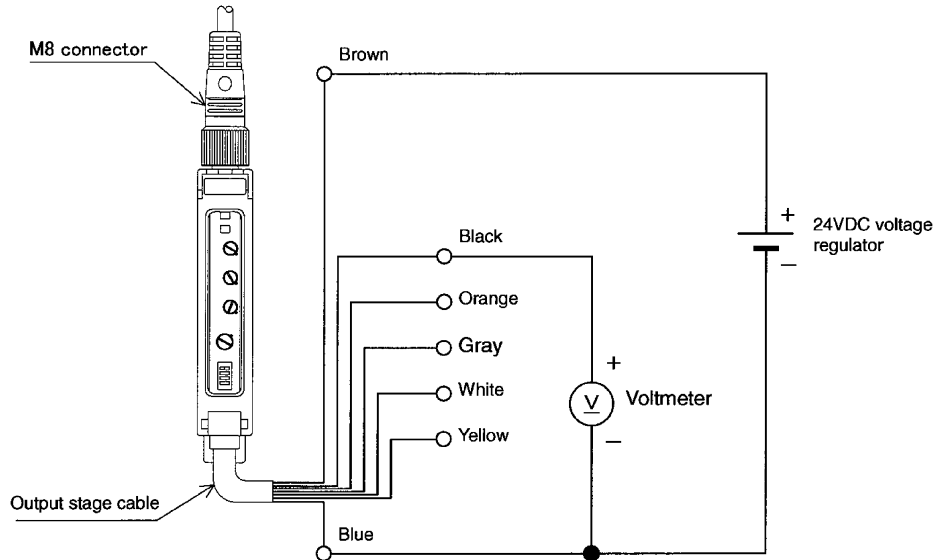 M8 connector
Brown
+
24VDC voltage
regulator
−
Black
Orange
Gray
White
Yellow
+
V
Voltmeter
−
Output stage cable
Blue